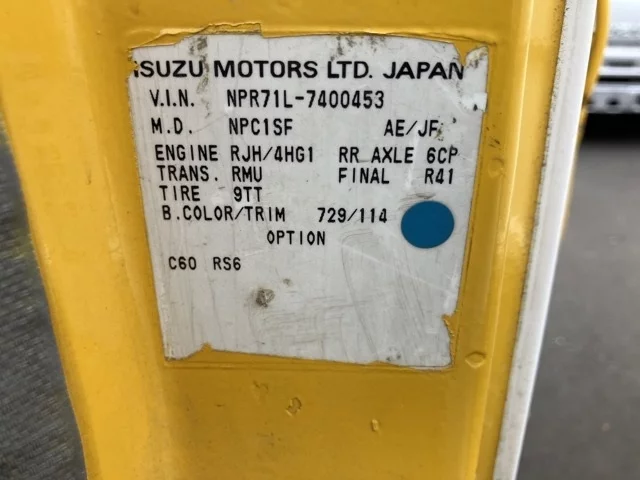 ISUZU MOTORS LTD. JAPAN
V.I.N. NPR71L-7400453
M.D. NPC1SF AE/JF
ENGINE RJH/4HG1 RR AXLE 6CP
TRANS. RMU FINAL R41
TIRE 9TT
B.COLOR/TRIM 729/114
OPTION
C60 RS6